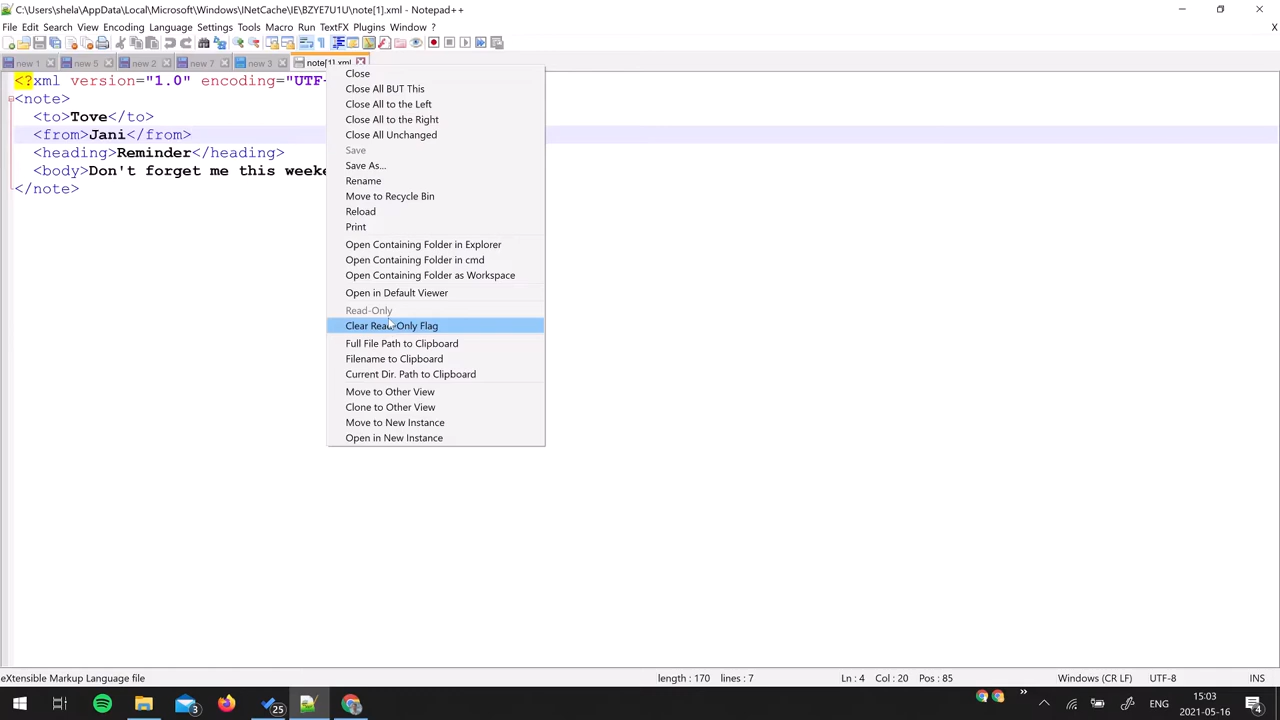 C:\Users\shela\AppData\Local\Microsoft\Windows\INetCache\IE\BZYE7U1U\note[1].xml - Notepad++
File Edit Search View Encoding Language Settings Tools Macro Run TextFX Plugins Window ? X
new 1 new 5 new 2 new 7 new 3 note[1].xml
<?xml version="1.0" encoding="UTF-
<note>
<to>Tove</to>
<from>Jani</from>
<heading>Reminder</heading>
<body>Don't forget me this weeke
</note>
Close
Close All BUT This
Close All to the Left
Close All to the Right
Close All Unchanged
Save
Save As...
Rename
Move to Recycle Bin
Reload
Print
Open Containing Folder in Explorer
Open Containing Folder in cmd
Open Containing Folder as Workspace
Open in Default Viewer
Read-Only
Clear Read-Only Flag
Full File Path to Clipboard
Filename to Clipboard
Current Dir. Path to Clipboard
Move to Other View
Clone to Other View
Move to New Instance
Open in New Instance
eXtensible Markup Language file length : 170 lines : 7 Ln : 4 Col : 20 Pos : 85 Windows (CR LF) UTF-8 INS
3 25 ENG 15:03
2021-05-16 4